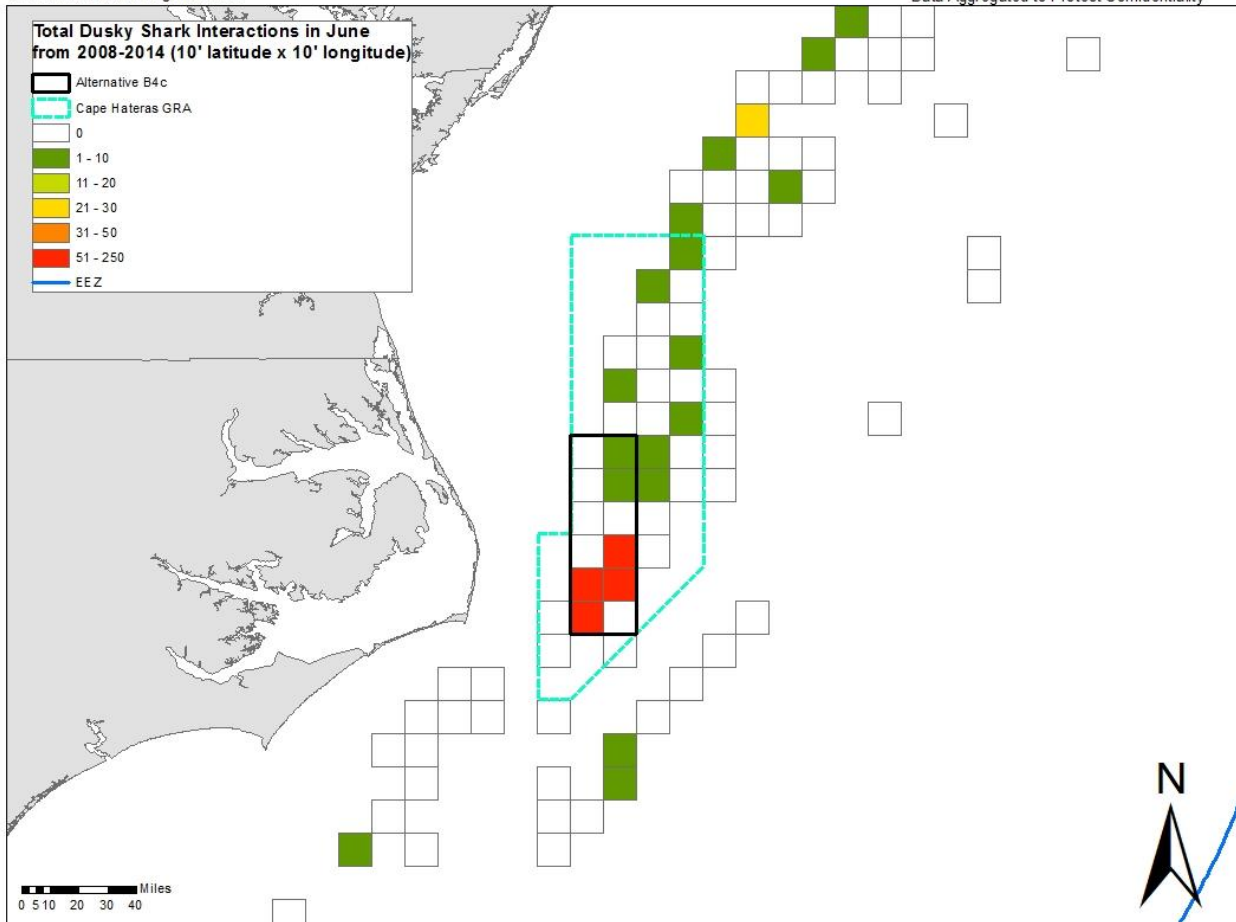 Data Aggregated to Protect Confidentiality
Total Dusky Shark Interactions in June
from 2008-2014 (10' latitude x 10' longitude)
Alternative B4c
Cape Hateras GRA
0
1 - 10
11 - 20
21 - 30
31 - 50
51 - 250
EEZ
N
Miles
0 5 10 20 30 40